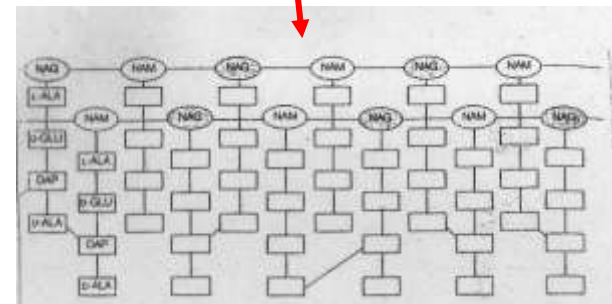 NAG NAM NAG NAM NAG NAM
L-ALA
NAM NAG NAM NAG NAM NAG
D-GLU
L-ALA
DAP
D-GLU
D-ALA
DAP
D-ALA